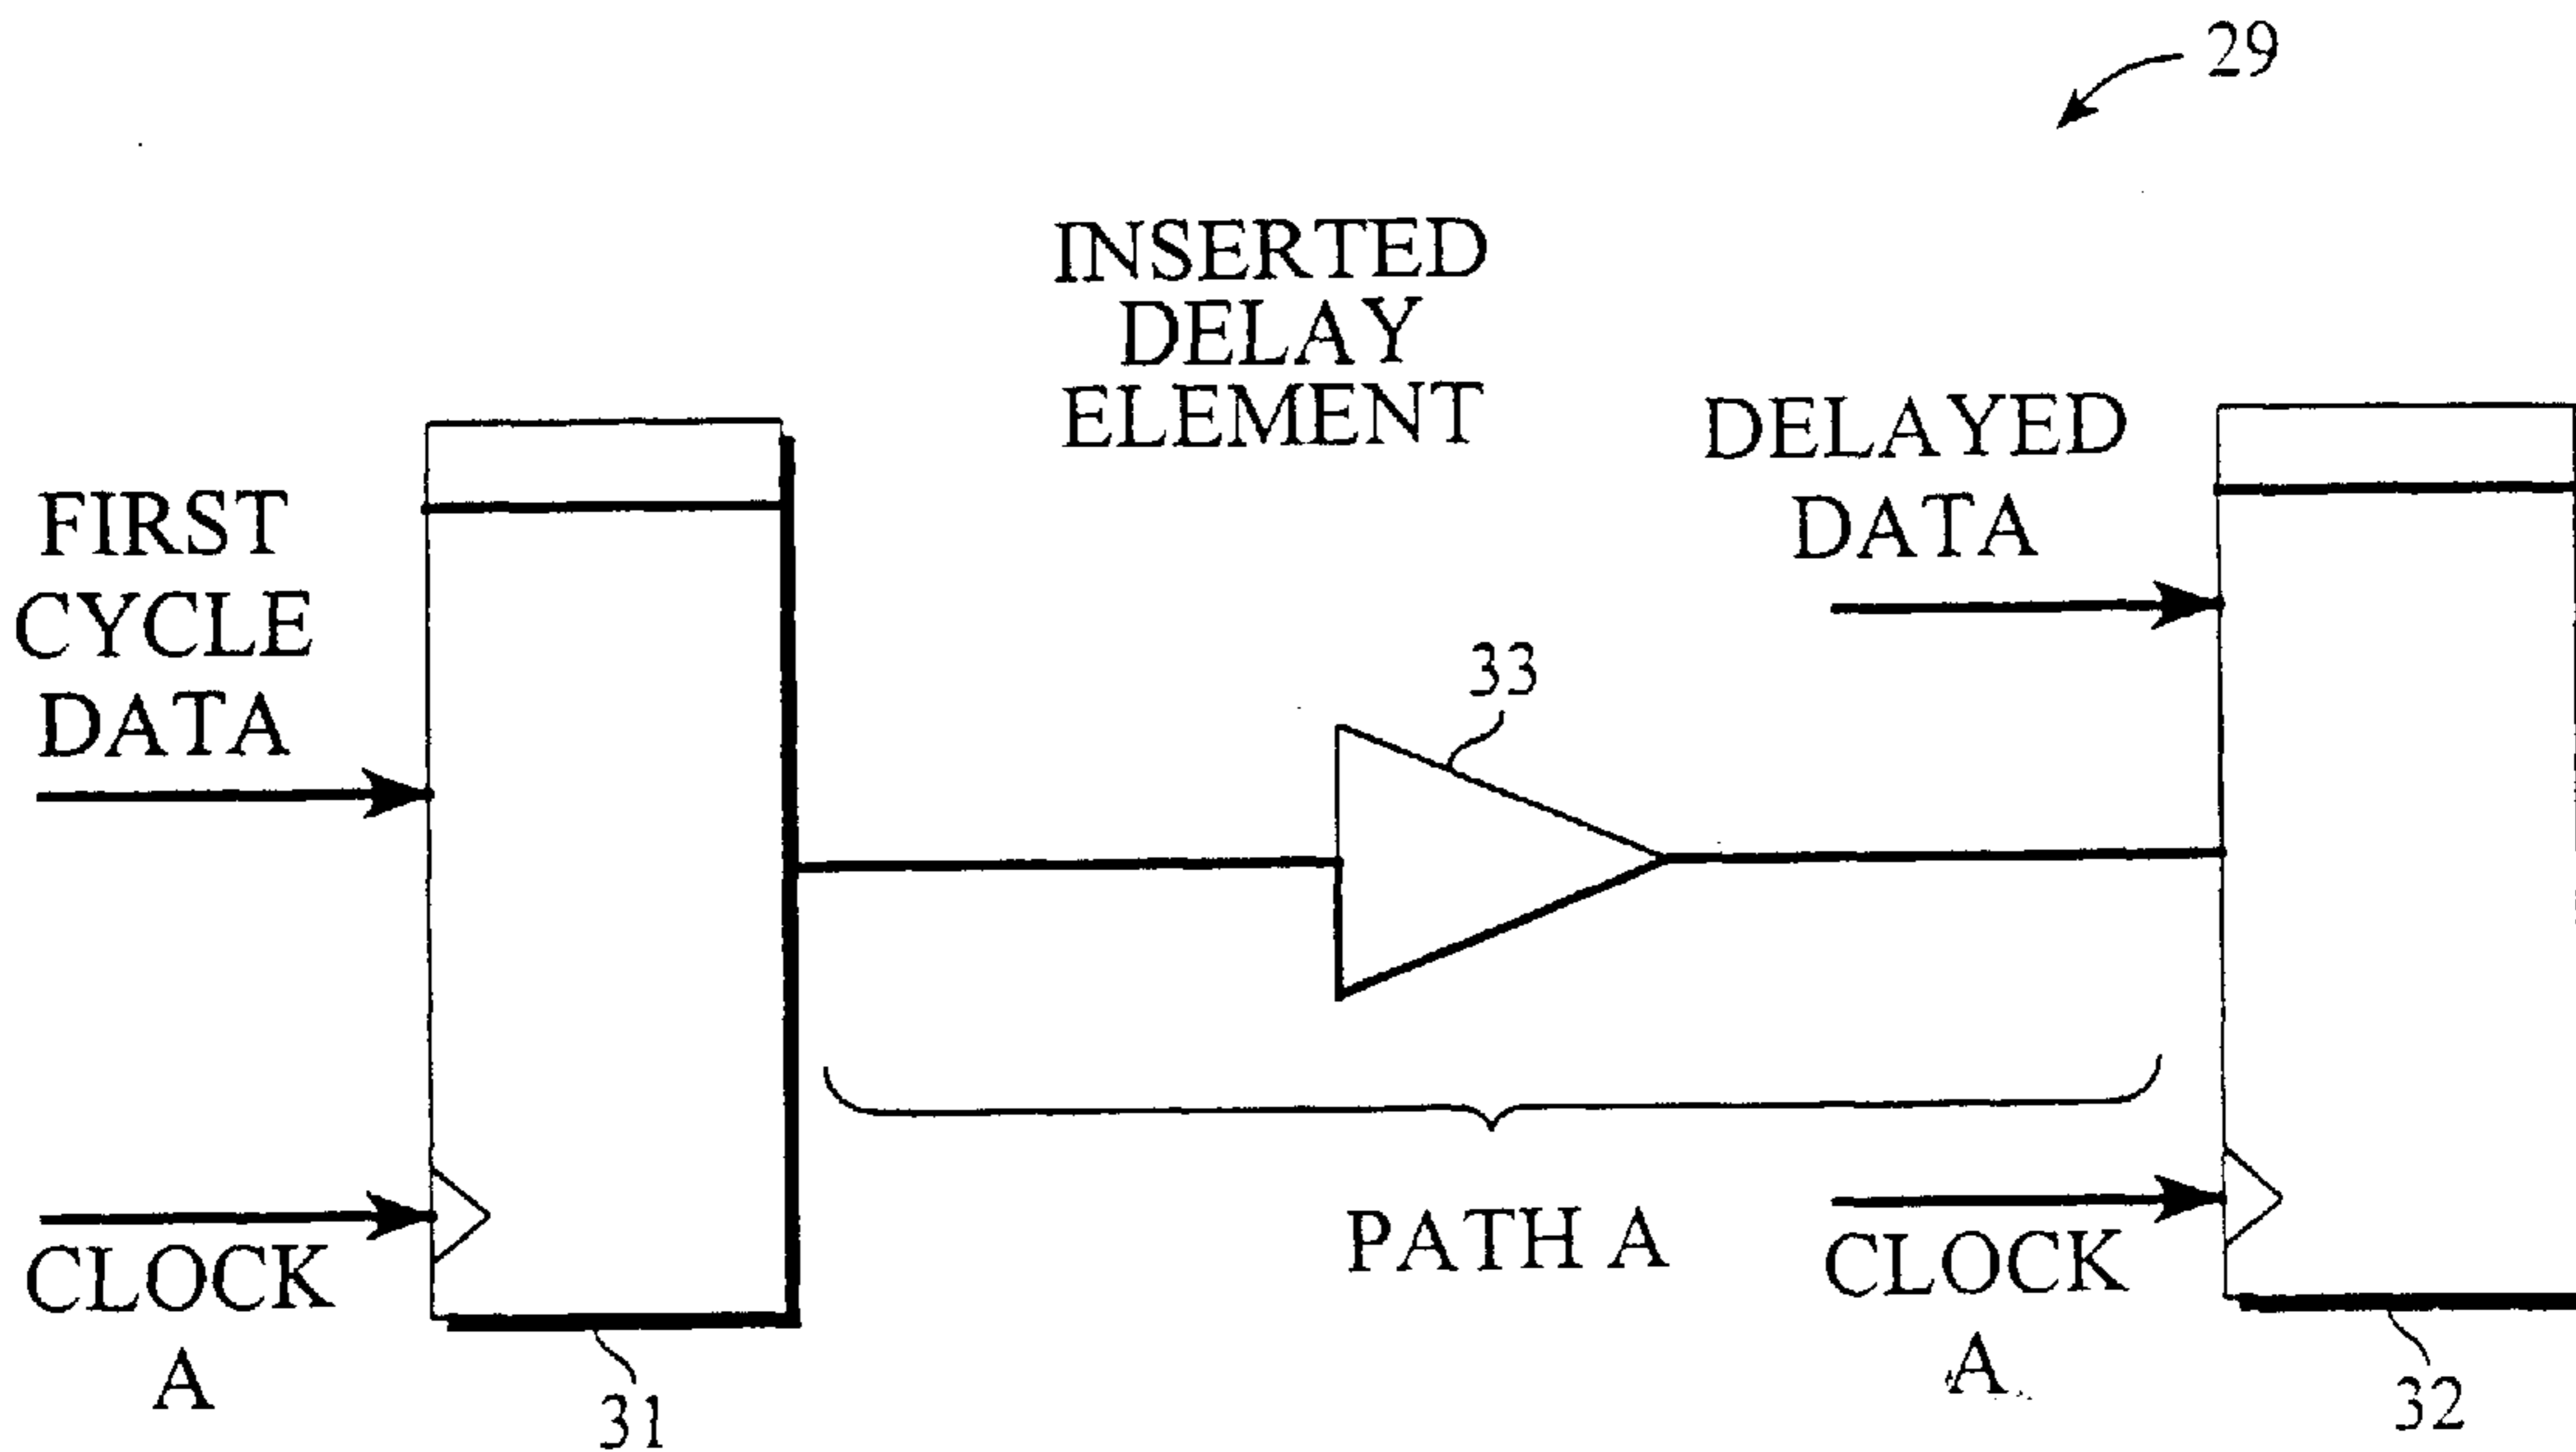 29
INSERTED
DELAY
ELEMENT
DELAYED
DATA
FIRST
CYCLE
DATA
33
PATH A
CLOCK
A
CLOCK
A
31
32